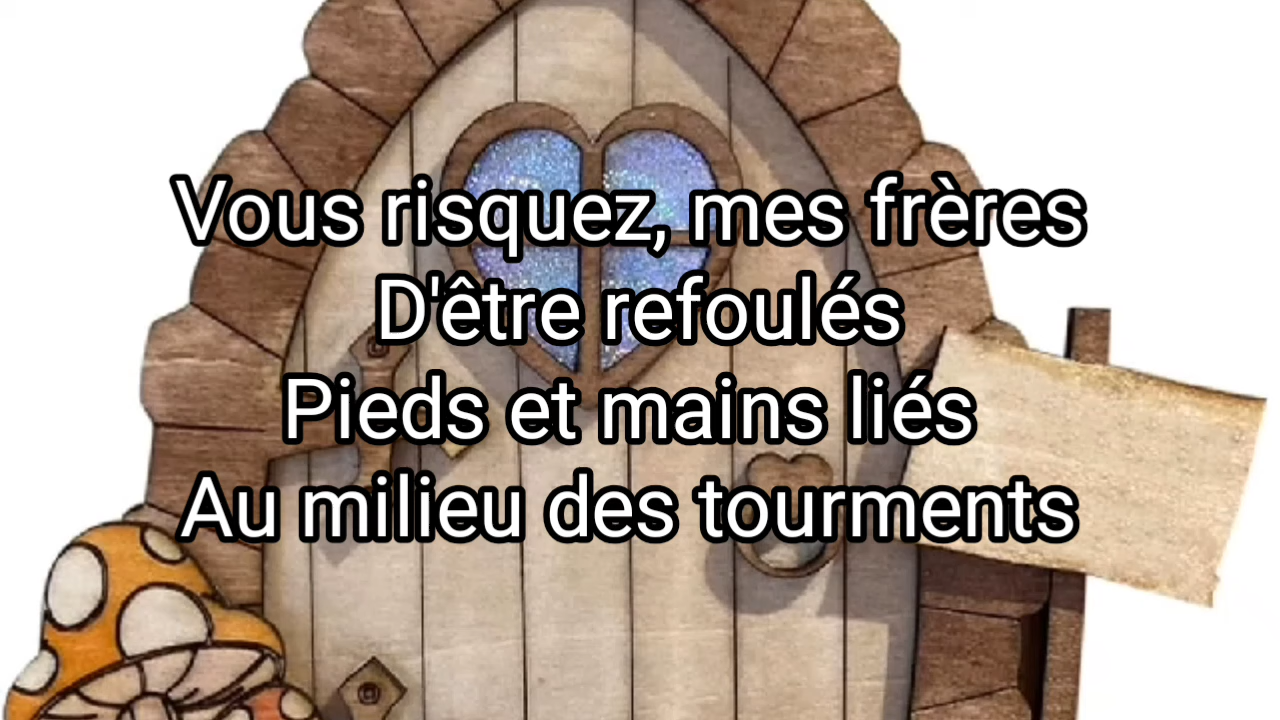 Vous risquez, mes frères
D'être refoulés
Pieds et mains liés
Au milieu des tourments